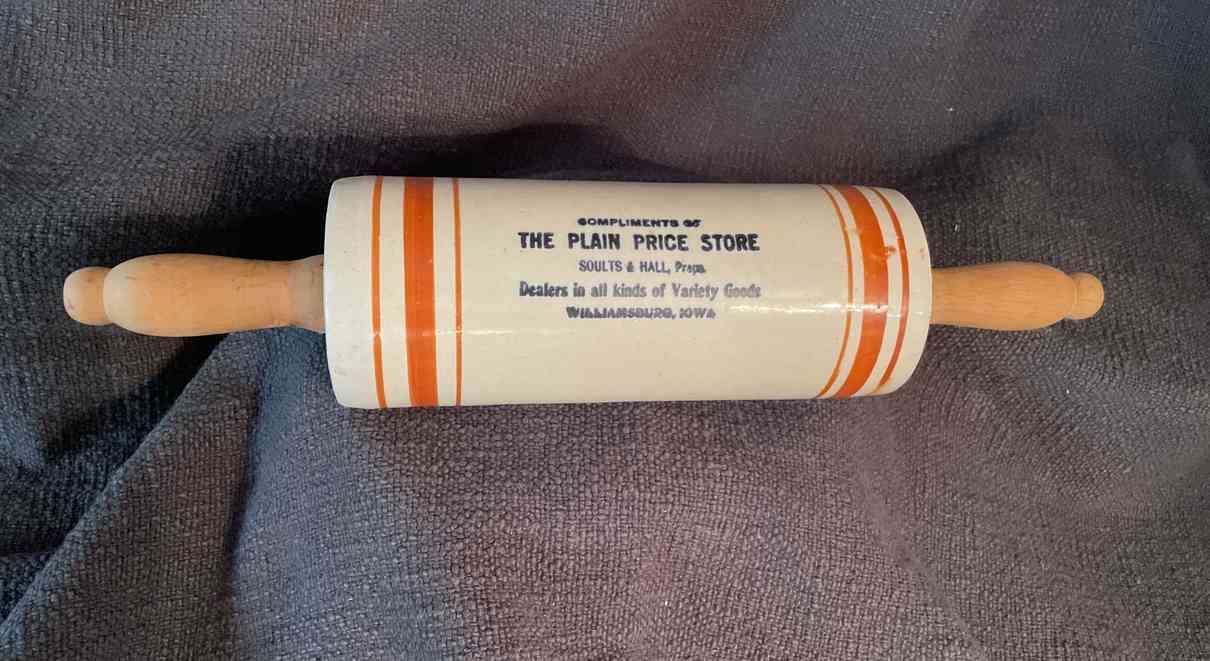 COMPLIMENTS OF
THE PLAIN PRICE STORE
SOULTS & HALL, Props.
Dealers in all kinds of Variety Goods
WILLIAMSBURG, IOWA